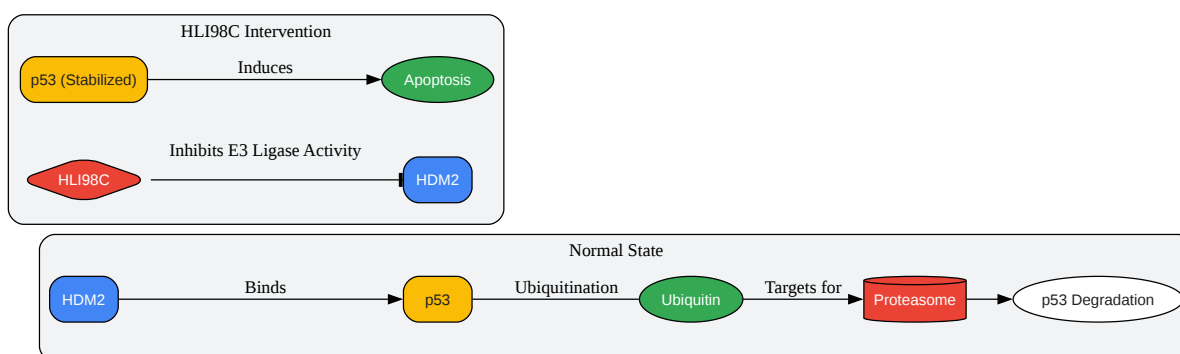 HLI98C Intervention
p53 (Stabilized)
Induces
Apoptosis
Inhibits E3 Ligase Activity
HLI98C
HDM2
Normal State
HDM2
Binds
p53
Ubiquitination
Ubiquitin
Targets for
Proteasome
p53 Degradation